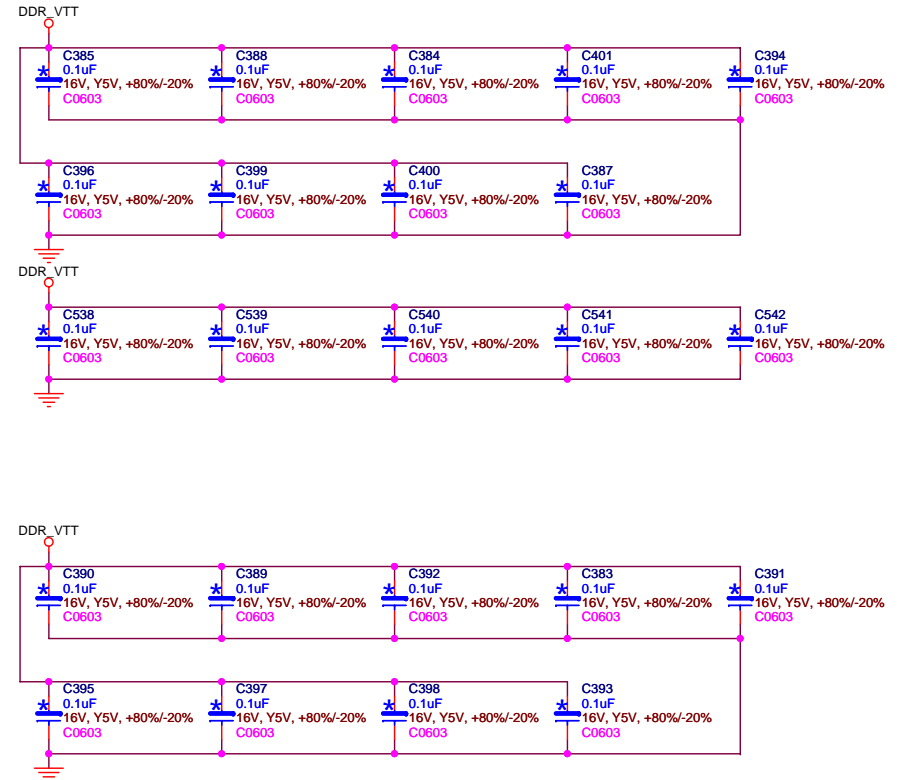 DDR_VTT
C385
0.1uF
16V, Y5V, +80%/-20%
C0603
C388
0.1uF
16V, Y5V, +80%/-20%
C0603
C384
0.1uF
16V, Y5V, +80%/-20%
C0603
C401
0.1uF
16V, Y5V, +80%/-20%
C0603
C394
0.1uF
16V, Y5V, +80%/-20%
C0603
C396
0.1uF
16V, Y5V, +80%/-20%
C0603
C399
0.1uF
16V, Y5V, +80%/-20%
C0603
C400
0.1uF
16V, Y5V, +80%/-20%
C0603
C387
0.1uF
16V, Y5V, +80%/-20%
C0603
DDR_VTT
C538
0.1uF
16V, Y5V, +80%/-20%
C0603
C539
0.1uF
16V, Y5V, +80%/-20%
C0603
C540
0.1uF
16V, Y5V, +80%/-20%
C0603
C541
0.1uF
16V, Y5V, +80%/-20%
C0603
C542
0.1uF
16V, Y5V, +80%/-20%
C0603
DDR_VTT
C390
0.1uF
16V, Y5V, +80%/-20%
C0603
C389
0.1uF
16V, Y5V, +80%/-20%
C0603
C392
0.1uF
16V, Y5V, +80%/-20%
C0603
C383
0.1uF
16V, Y5V, +80%/-20%
C0603
C391
0.1uF
16V, Y5V, +80%/-20%
C0603
C395
0.1uF
16V, Y5V, +80%/-20%
C0603
C397
0.1uF
16V, Y5V, +80%/-20%
C0603
C398
0.1uF
16V, Y5V, +80%/-20%
C0603
C393
0.1uF
16V, Y5V, +80%/-20%
C0603